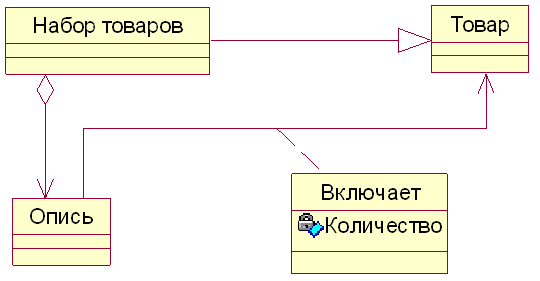 Набор товаров
Товар
Опись
Включает
Количество